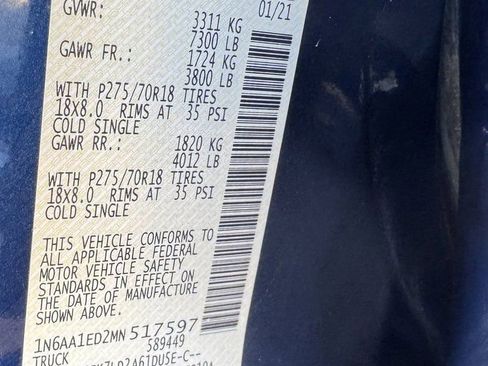 GVWR: 01/21
3311 KG
7300 LB
GAWR FR.: 1724 KG
3800 LB
WITH P275/70R18 TIRES
18X8.0 RIMS AT 35 PSI
COLD SINGLE
GAWR RR.: 1820 KG
4012 LB
WITH P275/70R18 TIRES
18X8.0 RIMS AT 35 PSI
COLD SINGLE
THIS VEHICLE CONFORMS TO
ALL APPLICABLE FEDERAL
MOTOR VEHICLE SAFETY
STANDARDS IN EFFECT ON
THE DATE OF MANUFACTURE
1N6AA1ED2MN517597
TRUCK 589449